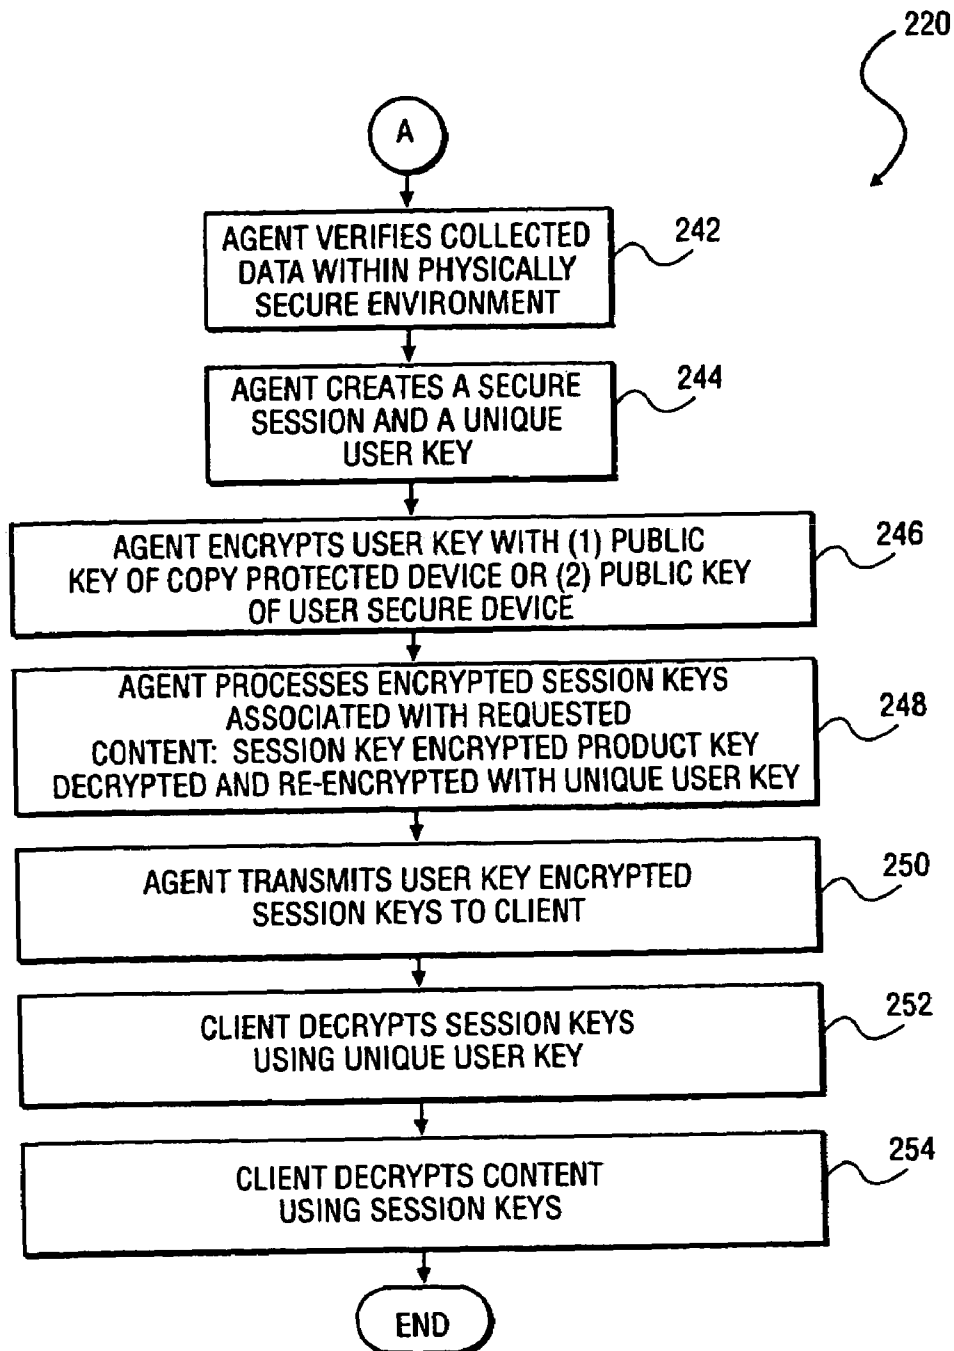 220
A
AGENT VERIFIES COLLECTED
DATA WITHIN PHYSICALLY
SECURE ENVIRONMENT
242
AGENT CREATES A SECURE
SESSION AND A UNIQUE
USER KEY
244
AGENT ENCRYPTS USER KEY WITH (1) PUBLIC
KEY OF COPY PROTECTED DEVICE OR (2) PUBLIC KEY
OF USER SECURE DEVICE
246
AGENT PROCESSES ENCRYPTED SESSION KEYS
ASSOCIATED WITH REQUESTED
CONTENT: SESSION KEY ENCRYPTED PRODUCT KEY
DECRYPTED AND RE-ENCRYPTED WITH UNIQUE USER KEY
248
AGENT TRANSMITS USER KEY ENCRYPTED
SESSION KEYS TO CLIENT
250
CLIENT DECRYPTS SESSION KEYS
USING UNIQUE USER KEY
252
CLIENT DECRYPTS CONTENT
USING SESSION KEYS
254
END